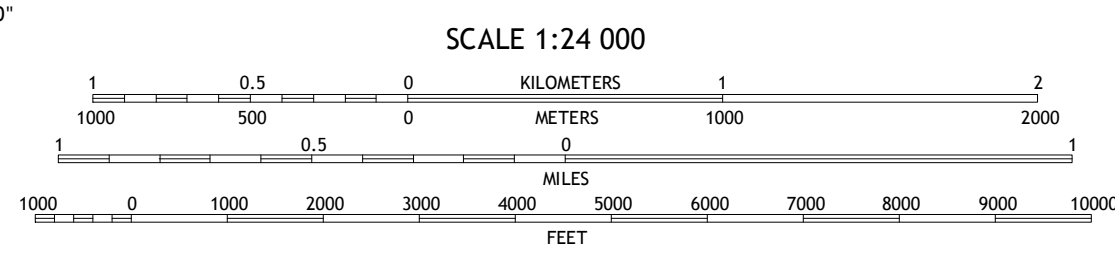 0"
SCALE 1:24 000
1 0.5 0 KILOMETERS 1 2
1000 500 0 METERS 1000 2000
1 0.5 0 1
MILES
1000 0 1000 2000 3000 4000 5000 6000 7000 8000 9000 10000
FEET